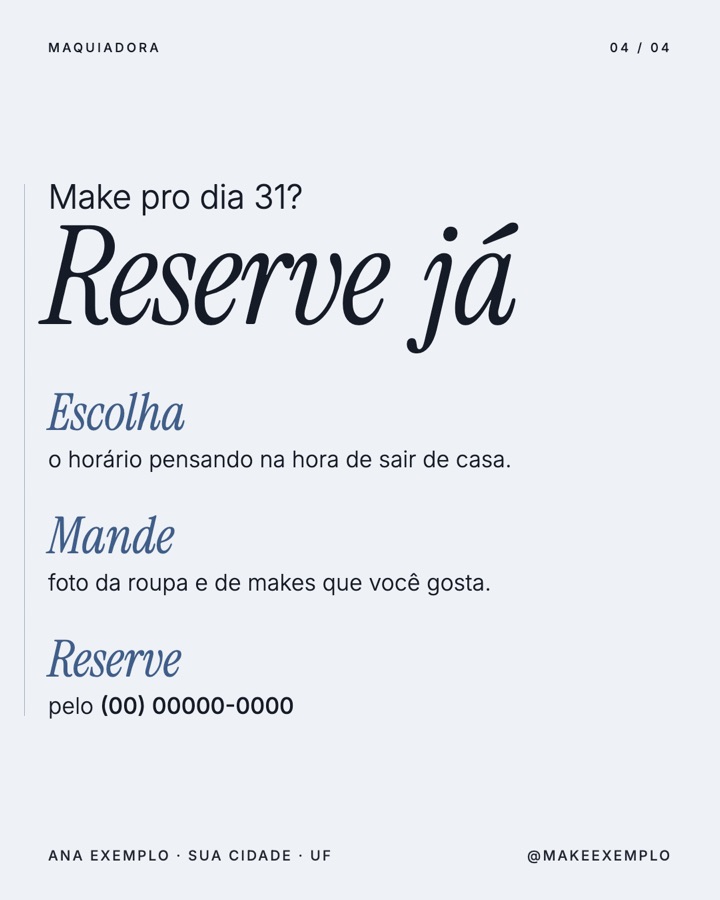 MAQUIADORA
04 / 04
Make pro dia 31?
Reserve já
Escolha
o horário pensando na hora de sair de casa.
Mande
foto da roupa e de makes que você gosta.
Reserve
pelo (00) 00000-0000
ANA EXEMPLO · SUA CIDADE · UF
@MAKEEXEMPLO